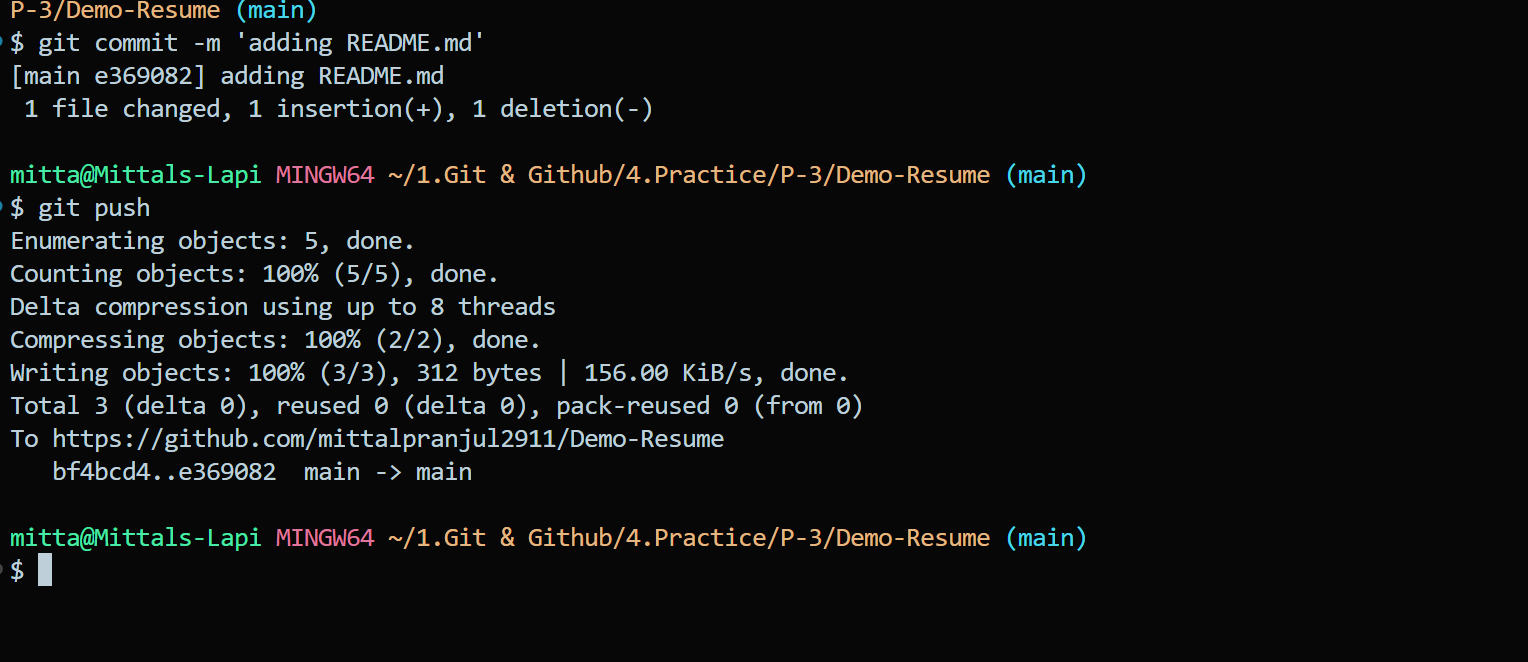 P-3/Demo-Resume (main)
$ git commit -m 'adding README.md'
[main e369082] adding README.md
 1 file changed, 1 insertion(+), 1 deletion(-)
mitta@Mittals-Lapi MINGW64 ~/1.Git & Github/4.Practice/P-3/Demo-Resume (main)
$ git push
Enumerating objects: 5, done.
Counting objects: 100% (5/5), done.
Delta compression using up to 8 threads
Compressing objects: 100% (2/2), done.
Writing objects: 100% (3/3), 312 bytes | 156.00 KiB/s, done.
Total 3 (delta 0), reused 0 (delta 0), pack-reused 0 (from 0)
To https://github.com/mittalpranjul2911/Demo-Resume
   bf4bcd4..e369082  main -> main
mitta@Mittals-Lapi MINGW64 ~/1.Git & Github/4.Practice/P-3/Demo-Resume (main)
$